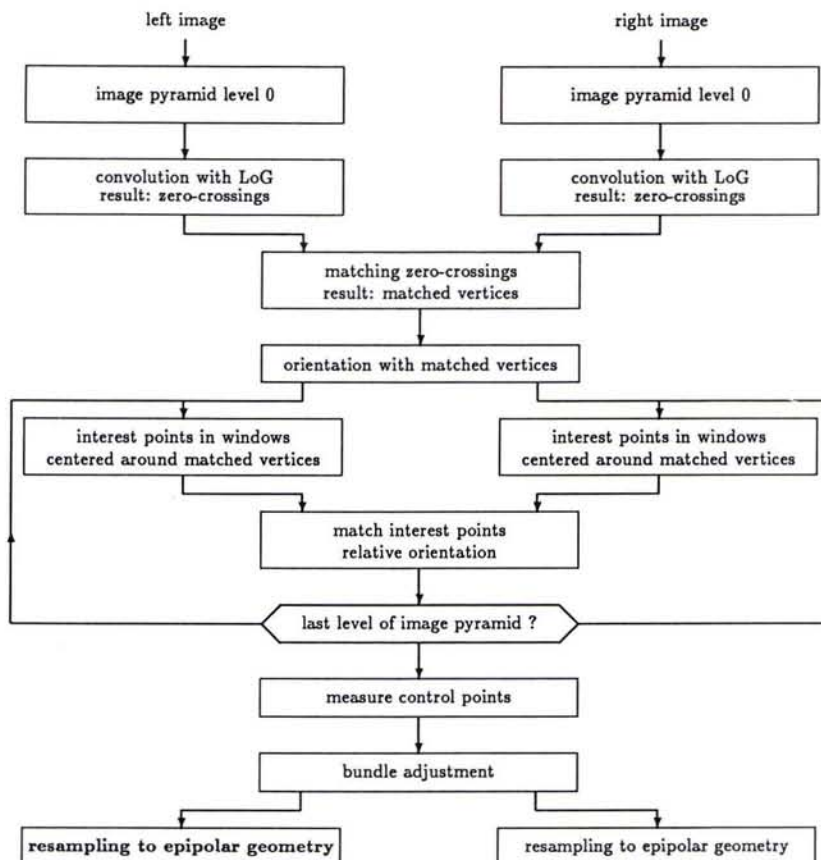 left image
right image
image pyramid level 0
image pyramid level 0
convolution with LoG
result: zero-crossings
convolution with LoG
result: zero-crossings
matching zero-crossings
result: matched vertices
orientation with matched vertices
interest points in windows
centered around matched vertices
interest points in windows
centered around matched vertices
match interest points
relative orientation
last level of image pyramid ?
measure control points
bundle adjustment
resampling to epipolar geometry
resampling to epipolar geometry